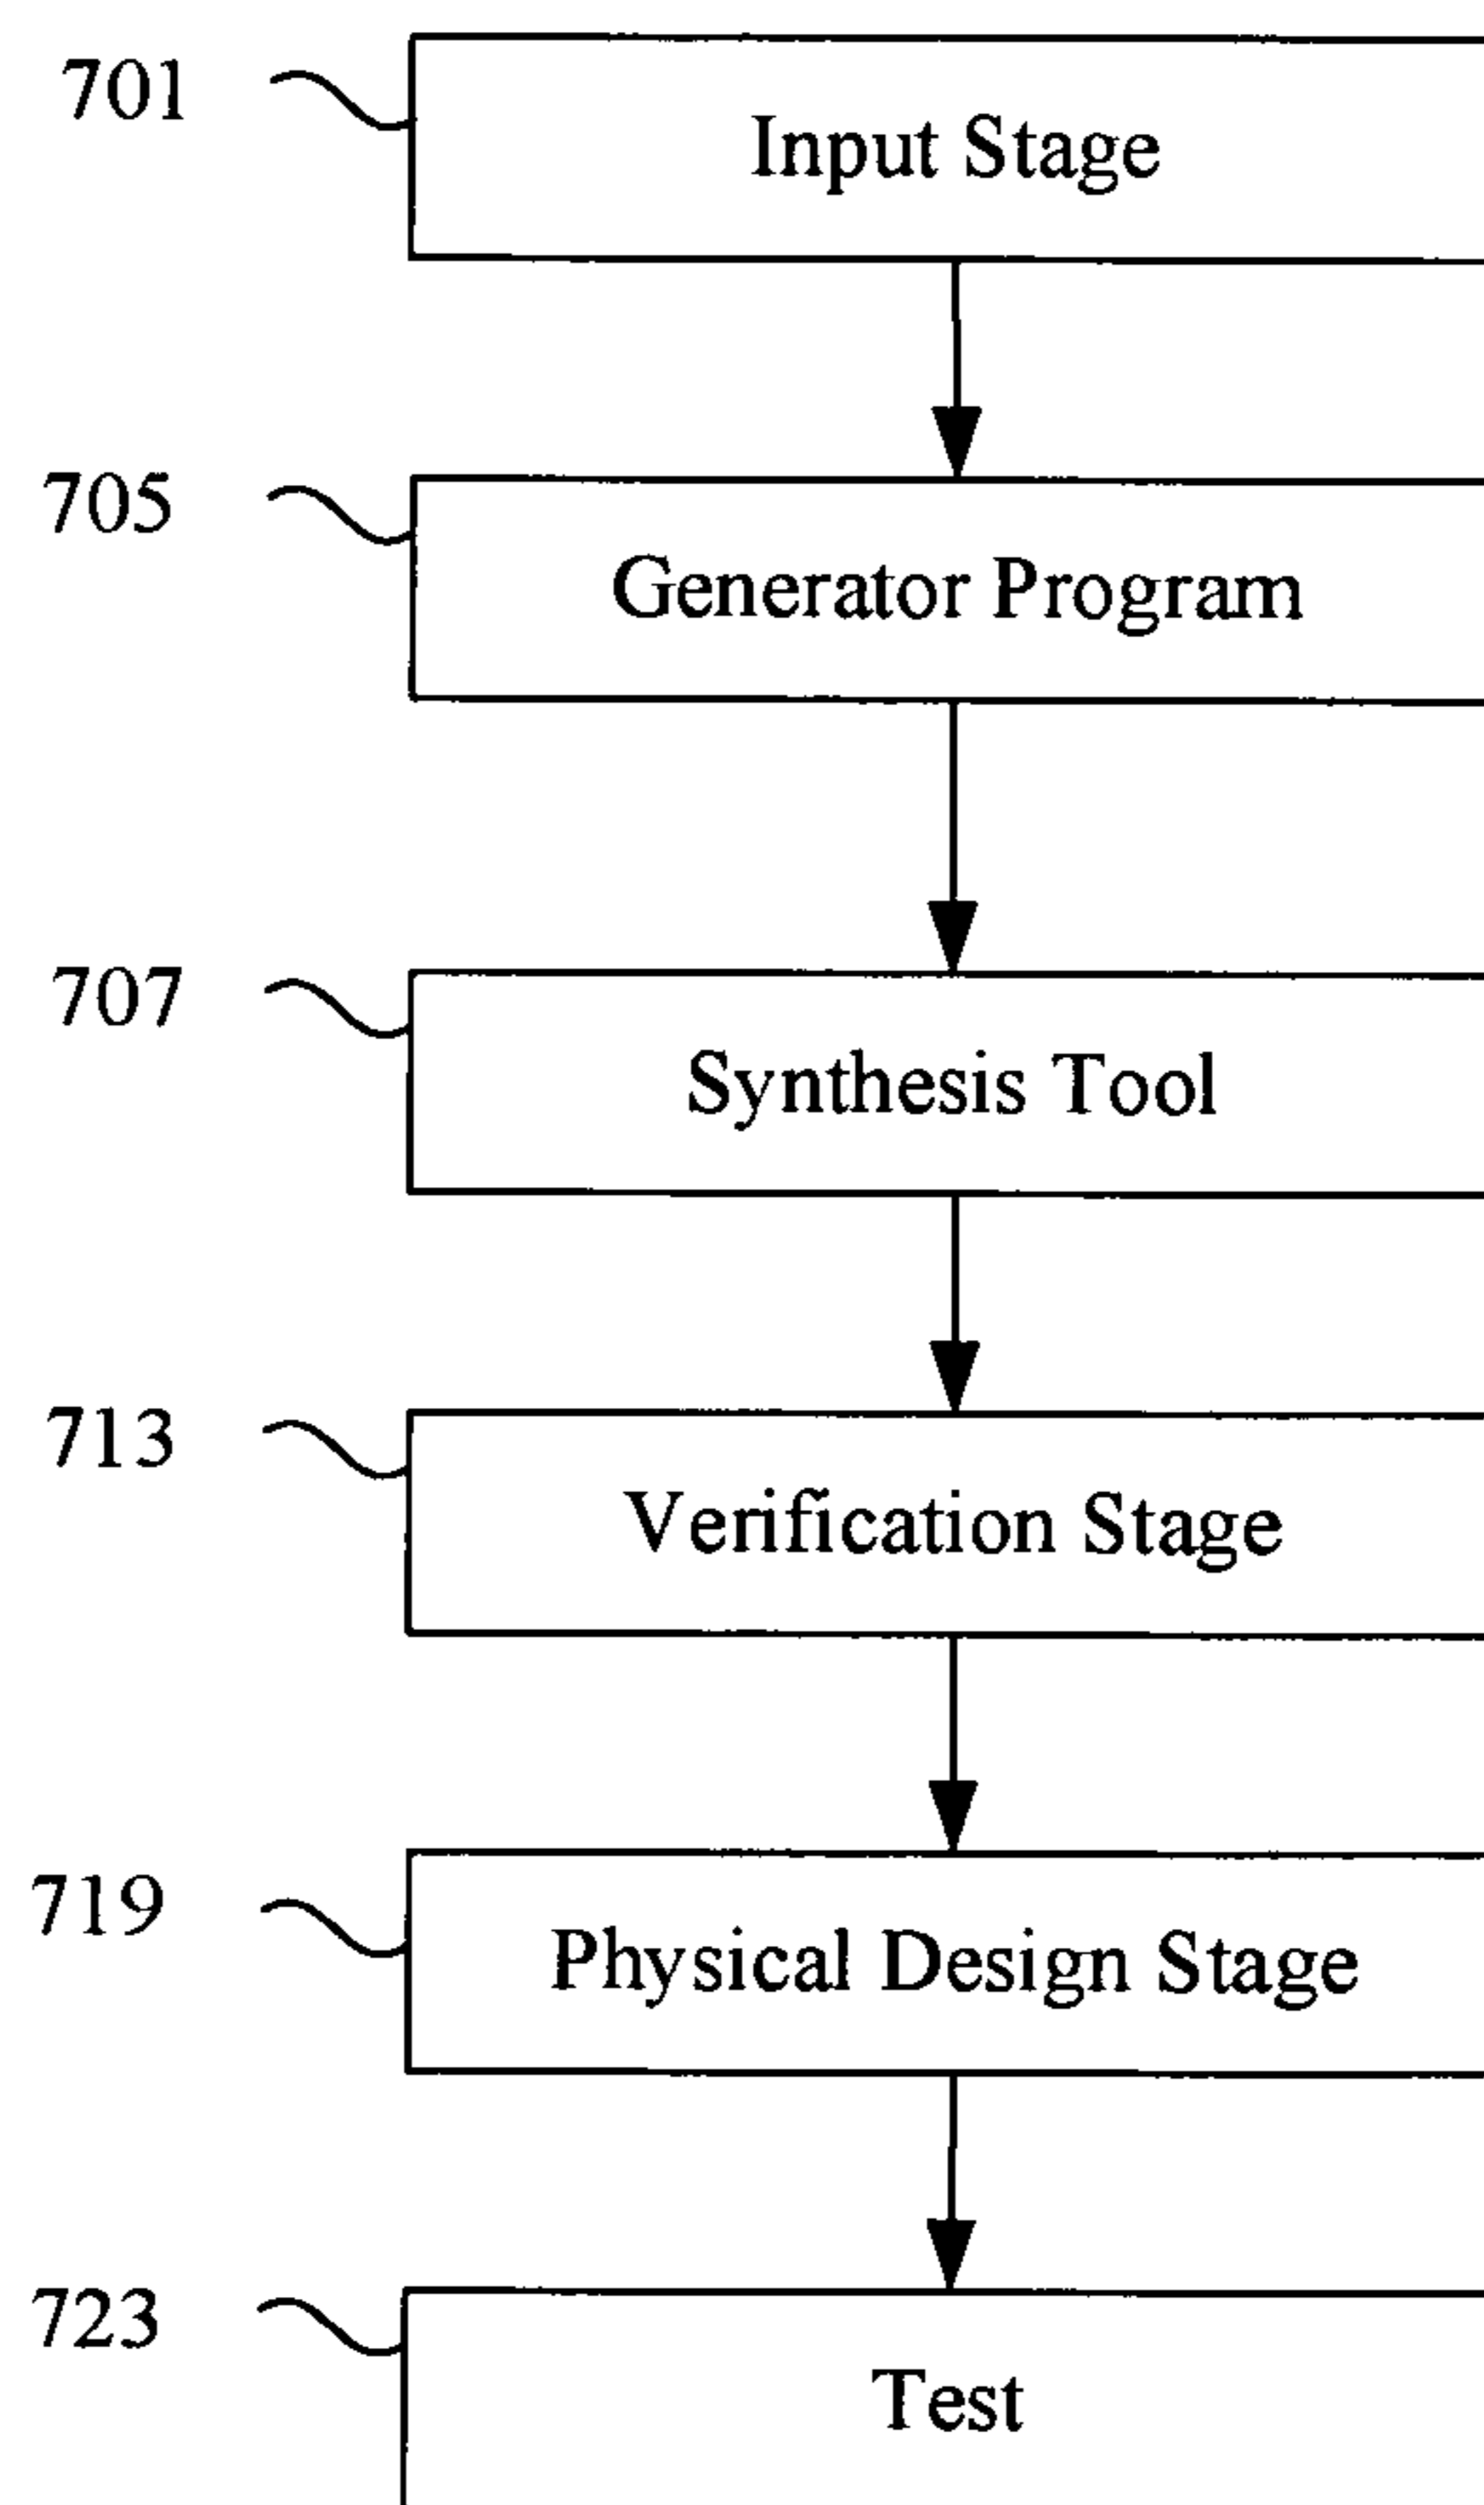 701
Input Stage
705
Generator Program
707
Synthesis Tool
713
Verification Stage
719
Physical Design Stage
723
Test